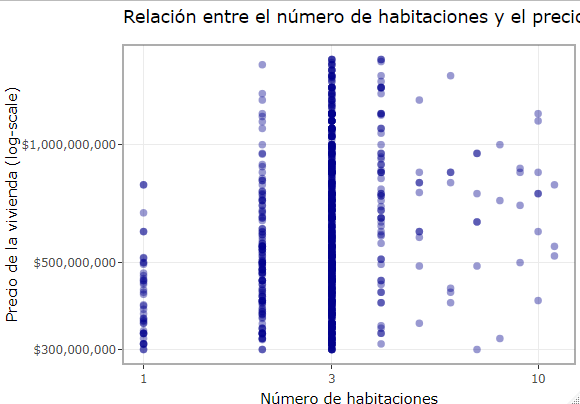 Relación entre el número de habitaciones y el precio
Precio de la vivienda (log-scale)
$1,000,000,000
$500,000,000
$300,000,000
1
3
10
Número de habitaciones